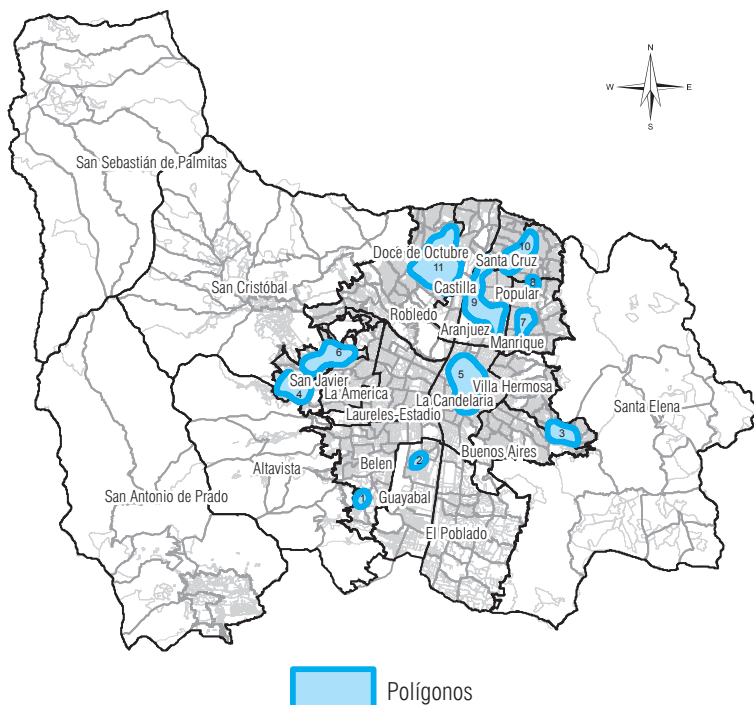 N
W E
S
San Sebastián de Palmitas
Doce de Octubre
10
Santa Cruz
11
San Cristóbal
Castilla
8
Popular
9
Robledo
7
Aranjuez
Manrique
6
5
San Javier
Villa Hermosa
4
La América
La Candelaria
Laureles-Estadio
Santa Elena
3
Buenos Aires
Belen
2
Altavista
San Antonio de Prado
1
Guayabal
El Poblado
Polígonos